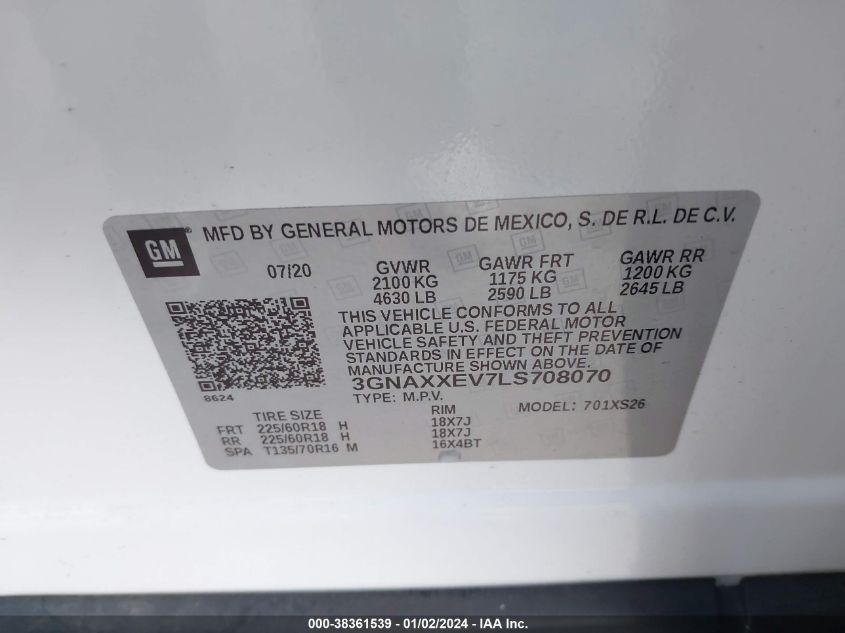 GM
® MFD BY GENERAL MOTORS DE MEXICO, S. DE R.L. DE C.V.
07/20 GVWR GAWR FRT GAWR RR
2100 KG 1175 KG 1200 KG
4630 LB 2590 LB 2645 LB
THIS VEHICLE CONFORMS TO ALL
APPLICABLE U.S. FEDERAL MOTOR
VEHICLE SAFETY AND THEFT PREVENTION
STANDARDS IN EFFECT ON THE DATE OF
MANUFACTURE SHOWN ABOVE.
3GNAXXEV7LS708070
8624
TYPE: M.P.V. MODEL: 701XS26
TIRE SIZE RIM
FRT 225/60R18 H 18X7J
RR 225/60R18 H 18X7J
SPA T135/70R16 M 16X4BT
000-38361539 - 01/02/2024 - IAA Inc.